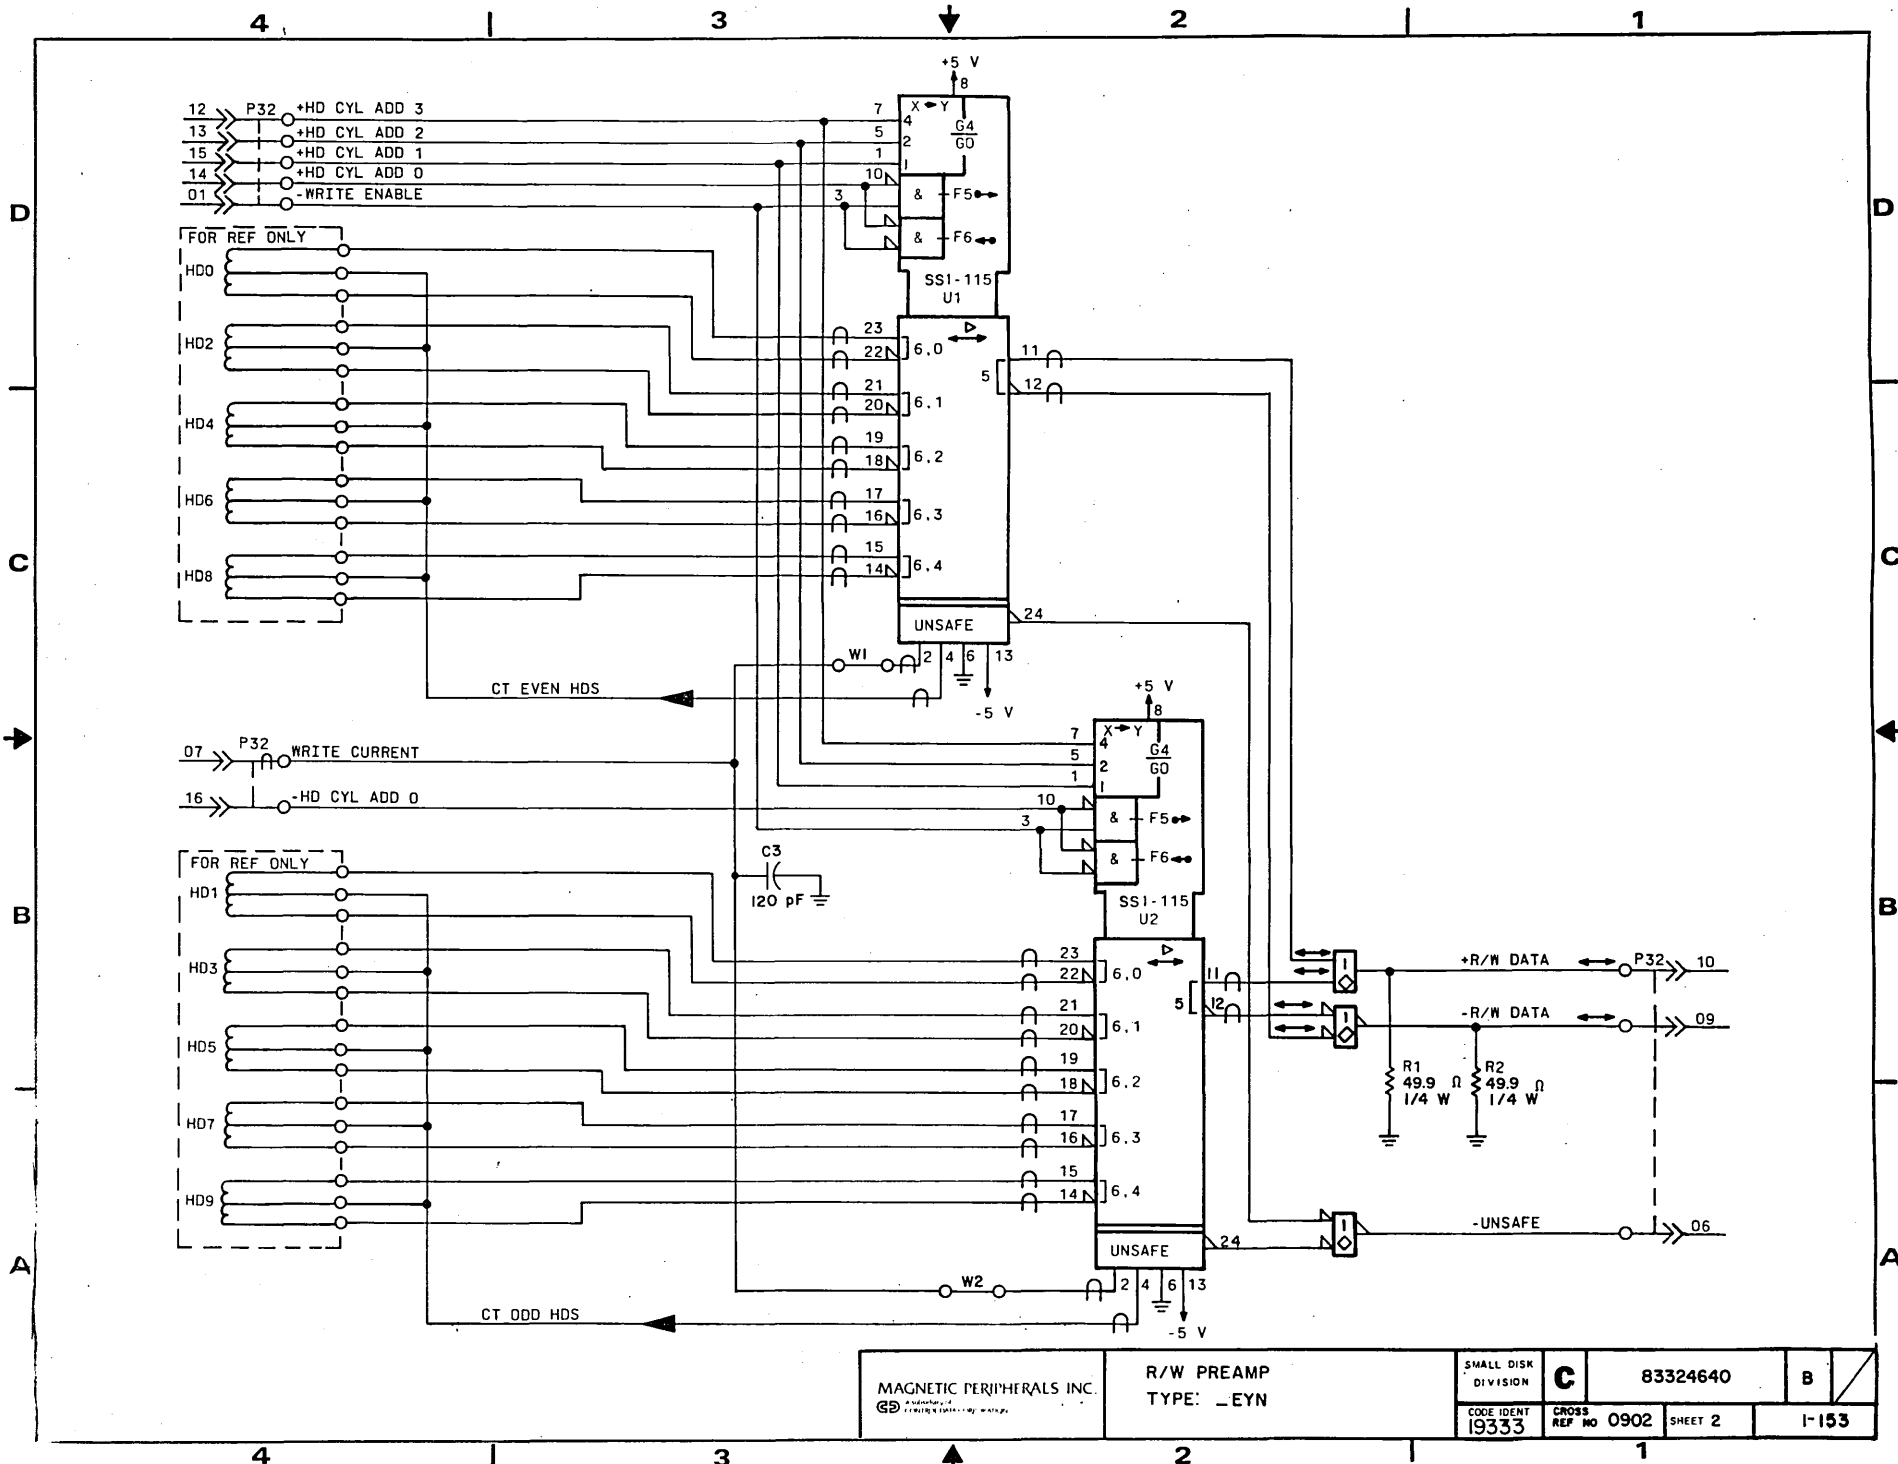 4 3 2 1
+5 V
8
12 P32 +HD CYL ADD 3 7 4 X Y
13 +HD CYL ADD 2 5 2 G4
15 +HD CYL ADD 1 1 1 G0
14 +HD CYL ADD 0 10
01 -WRITE ENABLE 3 & F5
& F6
D D
FOR REF ONLY
HD0
SS1-115
U1
HD2
23
22 6,0
11
5
12
21
20 6,1
HD4
19
18 6,2
HD6
17
16 6,3
C C
HD8
15
14 6,4
24
UNSAFE
W1 2 4 6 13
CT EVEN HDS
-5 V
+5 V
8
07 P32 WRITE CURRENT
16 -HD CYL ADD 0
7 4 X Y
5 2 G4
1 1 G0
10
3 & F5
& F6
C3
120 pF
FOR REF ONLY
HD1
SS1-115
U2
B B
HD3
23
22 6,0
11
5
12
21
20 6,1
+R/W DATA P32 10
-R/W DATA 09
HD5
19
18 6,2
R1
49.9 Ω
1/4 W
R2
49.9 Ω
1/4 W
HD7
17
16 6,3
HD9
15
14 6,4
-UNSAFE 06
24
UNSAFE
A A
W2 2 4 6 13
CT ODD HDS
-5 V
MAGNETIC PERIPHERALS INC.
a subsidiary of
CONTROL DATA CORPORATION
R/W PREAMP
TYPE: _EYN
SMALL DISK
DIVISION
C 83324640 B
CODE IDENT
19333
CROSS
REF NO 0902 SHEET 2 1-153
4 3 2 1